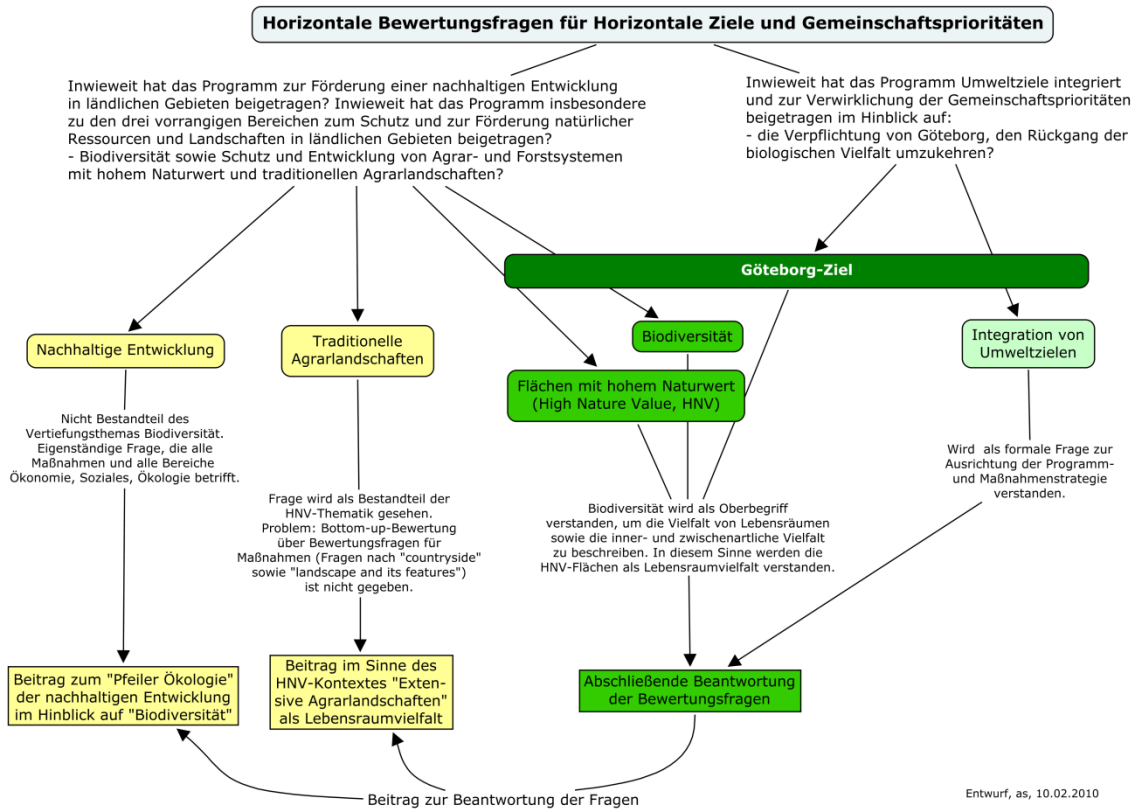 Horizontale Bewertungsfragen für Horizontale Ziele und Gemeinschaftsprioritäten
Inwieweit hat das Programm zur Förderung einer nachhaltigen Entwicklung
in ländlichen Gebieten beigetragen? Inwieweit hat das Programm insbesondere
zu den drei vorrangigen Bereichen zum Schutz und zur Förderung natürlicher
Ressourcen und Landschaften in ländlichen Gebieten beigetragen?
- Biodiversität sowie Schutz und Entwicklung von Agrar- und Forstsystemen
mit hohem Naturwert und traditionellen Agrarlandschaften?
Inwieweit hat das Programm Umweltziele integriert
und zur Verwirklichung der Gemeinschaftsprioritäten
beigetragen im Hinblick auf:
- die Verpflichtung von Göteborg, den Rückgang der
biologischen Vielfalt umzukehren?
Göteborg-Ziel
Nachhaltige Entwicklung
Traditionelle
Agrarlandschaften
Biodiversität
Flächen mit hohem Naturwert
(High Nature Value, HNV)
Integration von
Umweltzielen
Nicht Bestandteil des
Vertiefungsthemas Biodiversität.
Eigenständige Frage, die alle
Maßnahmen und alle Bereiche
Ökonomie, Soziales, Ökologie betrifft.
Frage wird als Bestandteil der
HNV-Thematik gesehen.
Problem: Bottom-up-Bewertung
über Bewertungsfragen für
Maßnahmen (Fragen nach "countryside"
sowie "landscape and its features")
ist nicht gegeben.
Biodiversität wird als Oberbegriff
verstanden, um die Vielfalt von Lebensräumen
sowie die inner- und zwischenartliche Vielfalt
zu beschreiben. In diesem Sinne werden die
HNV-Flächen als Lebensraumvielfalt verstanden.
Wird als formale Frage zur
Ausrichtung der Programm-
und Maßnahmenstrategie
verstanden.
Beitrag zum "Pfeiler Ökologie"
der nachhaltigen Entwicklung
im Hinblick auf "Biodiversität"
Beitrag im Sinne des
HNV-Kontextes "Exten-
sive Agrarlandschaften"
als Lebensraumvielfalt
Abschließende Beantwortung
der Bewertungsfragen
Beitrag zur Beantwortung der Fragen
Entwurf, as, 10.02.2010